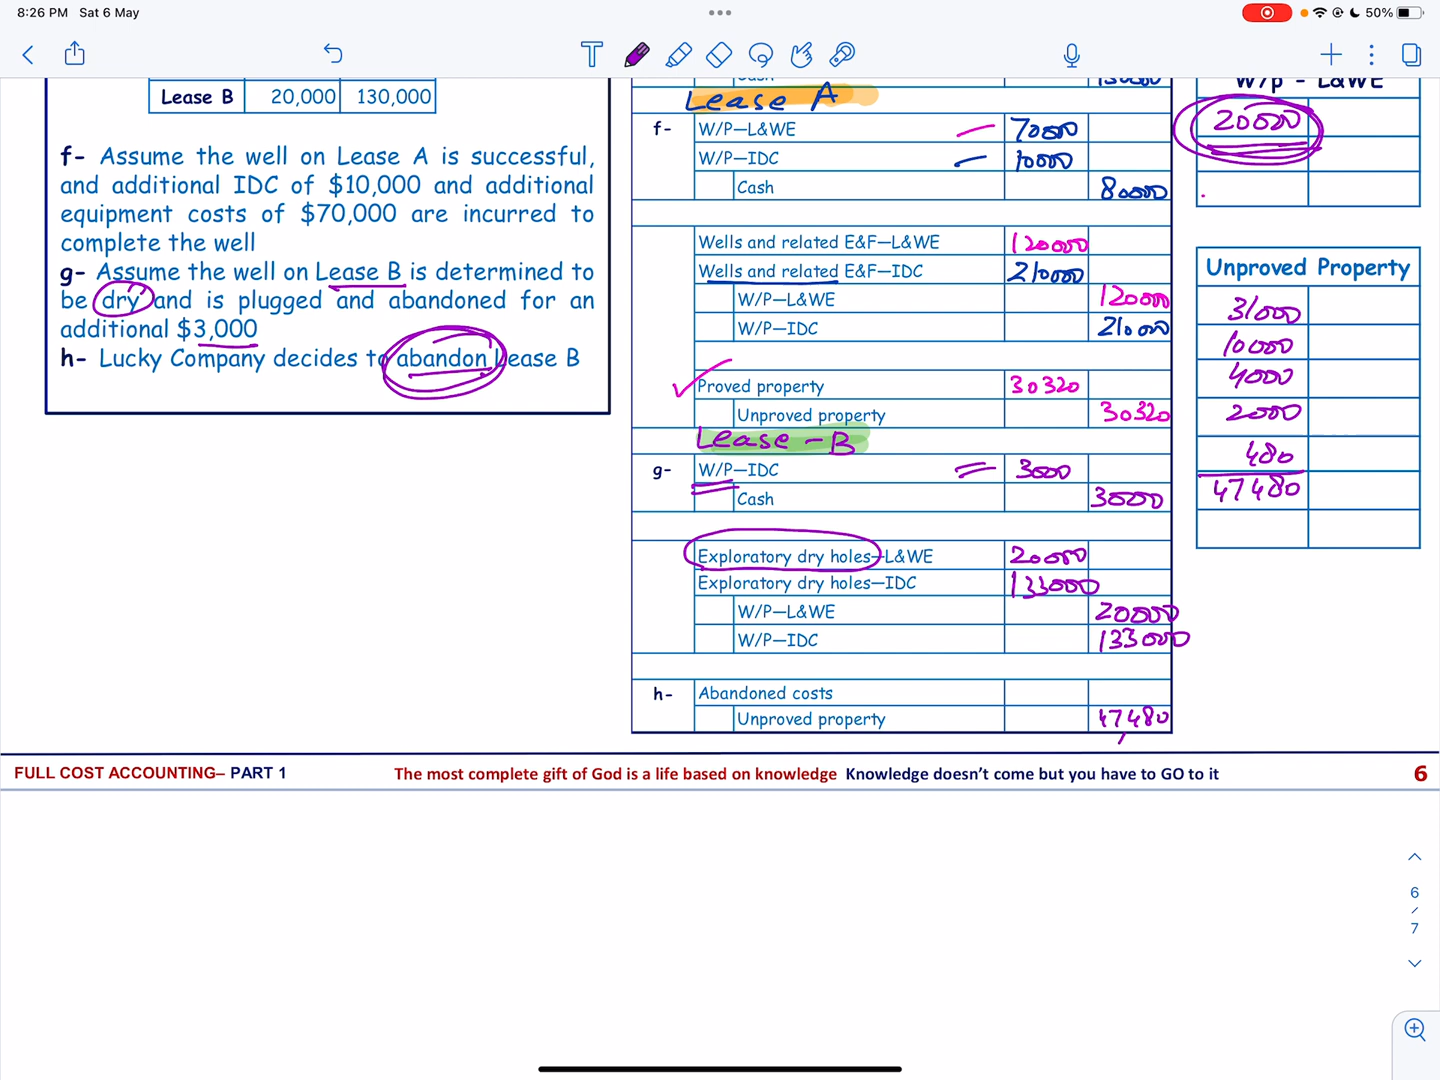 8:26 PM Sat 6 May
50%
Lease B 20,000 130,000
f- Assume the well on Lease A is successful,
and additional IDC of $10,000 and additional
equipment costs of $70,000 are incurred to
complete the well
g- Assume the well on Lease B is determined to
be dry and is plugged and abandoned for an
additional $3,000
h- Lucky Company decides to abandon Lease B
Cash 130000
Lease A
f- W/P–L&WE 70000
W/P–IDC 10000
Cash 80000
Wells and related E&F–L&WE 120000
Wells and related E&F–IDC 210000
W/P–L&WE 120000
W/P–IDC 210000
Proved property 30320
Unproved property 30320
Lease - B
g- W/P–IDC 3000
Cash 30000
Exploratory dry holes–L&WE 20000
Exploratory dry holes–IDC 133000
W/P–L&WE 20000
W/P–IDC 133000
h- Abandoned costs
Unproved property 47480
W/P - L&WE
20000
Unproved Property
31000
10000
4000
2000
480
47480
FULL COST ACCOUNTING– PART 1 The most complete gift of God is a life based on knowledge Knowledge doesn't come but you have to GO to it 6
6
/
7